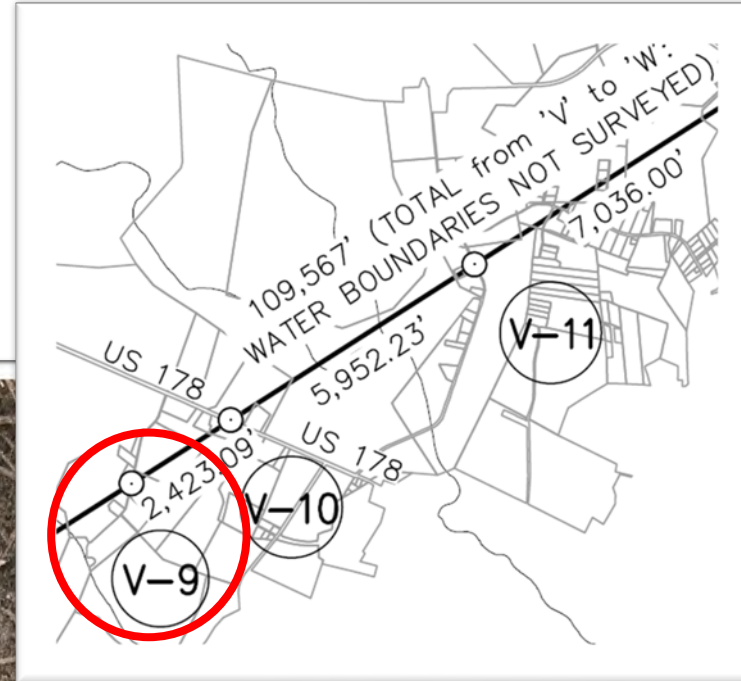 109,567' (TOTAL from 'V' to 'W':
WATER BOUNDARIES NOT SURVEYED)
7,036.00'
V-11
5,952.23'
US 178
US 178
2,423.09'
V-10
V-9